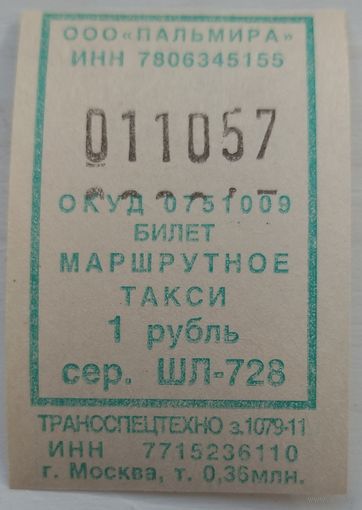 ООО «ПАЛЬМИРА»
ИНН 7806345155
011057
ОКУД 0751009
БИЛЕТ
МАРШРУТНОЕ
ТАКСИ
1 рубль
сер. ШЛ-728
ТРАНССПЕЦТЕХНО з.1079-11
ИНН 7715236110
г. Москва, т. 0,36млн.